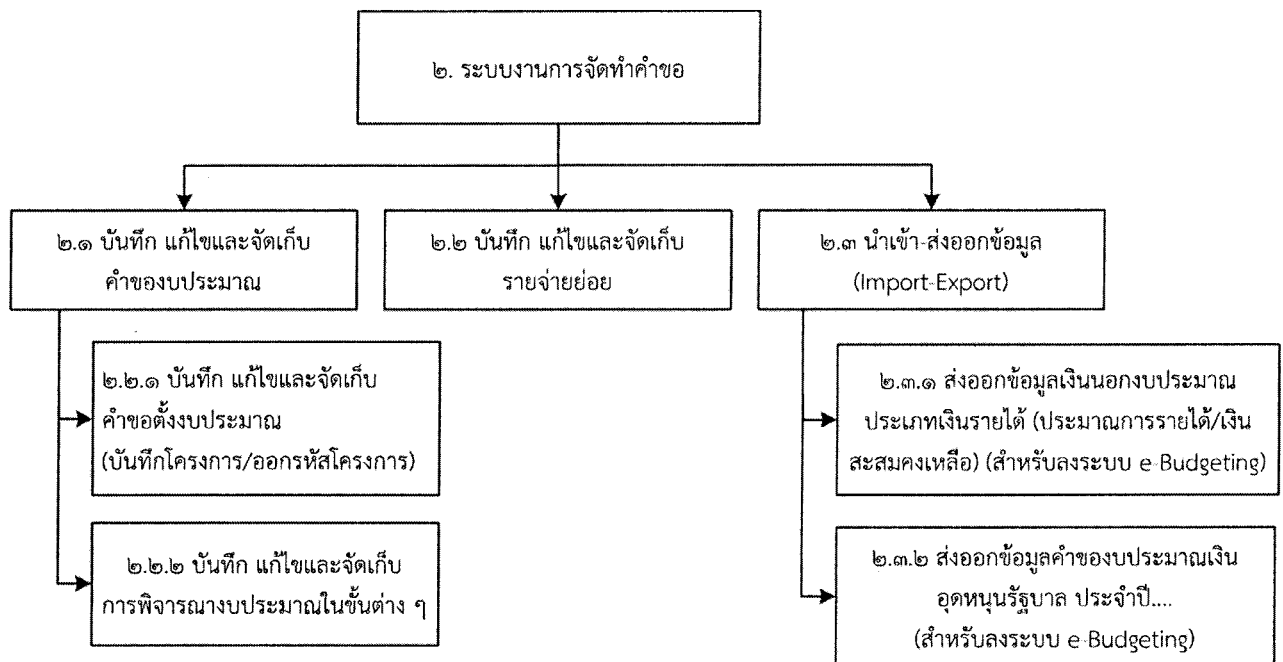 ๒. ระบบงานการจัดทำคำขอ
๒.๑ บันทึก แก้ไขและจัดเก็บ
คำของบประมาณ
๒.๒ บันทึก แก้ไขและจัดเก็บ
รายจ่ายย่อย
๒.๓ นำเข้า-ส่งออกข้อมูล
(Import-Export)
๒.๒.๑ บันทึก แก้ไขและจัดเก็บ
คำขอตั้งงบประมาณ
(บันทึกโครงการ/ออกรหัสโครงการ)
๒.๒.๒ บันทึก แก้ไขและจัดเก็บ
การพิจารณางบประมาณในขั้นต่าง ๆ
๒.๓.๑ ส่งออกข้อมูลเงินนอกงบประมาณ
ประเภทเงินรายได้ (ประมาณการรายได้/เงิน
สะสมคงเหลือ) (สำหรับลงระบบ e-Budgeting)
๒.๓.๒ ส่งออกข้อมูลคำของบประมาณเงิน
อุดหนุนรัฐบาล ประจำปี....
(สำหรับลงระบบ e-Budgeting)